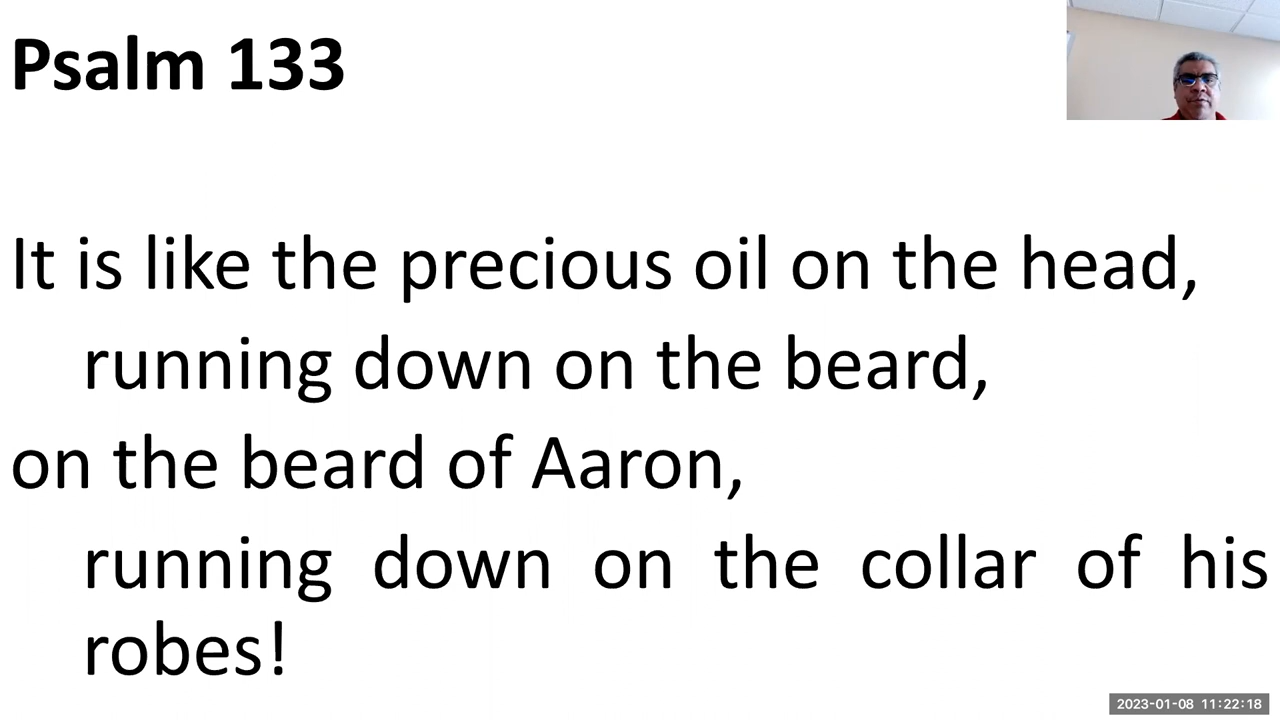 Psalm 133
It is like the precious oil on the head,
running down on the beard,
on the beard of Aaron,
running down on the collar of his
robes!
2023-01-08 11:22:18